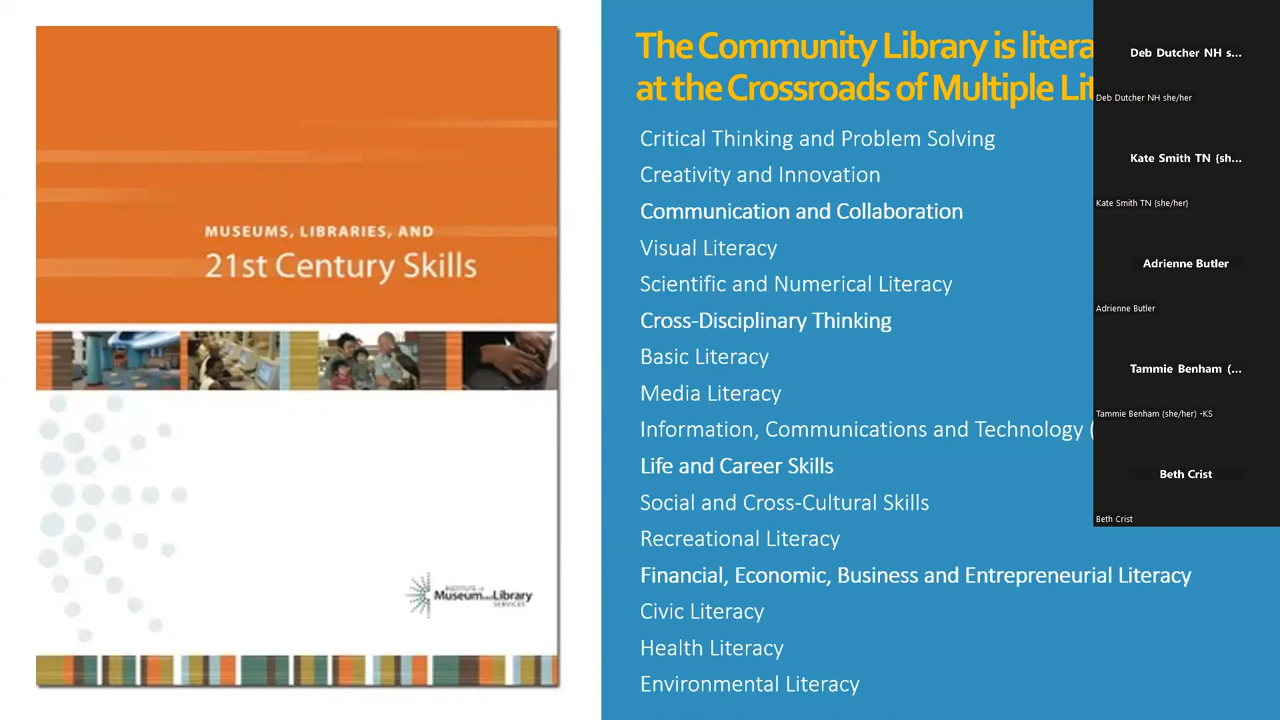 MUSEUMS, LIBRARIES, AND
21st Century Skills
INSTITUTE of
Museum and Library
SERVICES
The Community Library is litera
at the Crossroads of Multiple Lit
Critical Thinking and Problem Solving
Creativity and Innovation
Communication and Collaboration
Visual Literacy
Scientific and Numerical Literacy
Cross-Disciplinary Thinking
Basic Literacy
Media Literacy
Information, Communications and Technology (
Life and Career Skills
Social and Cross-Cultural Skills
Recreational Literacy
Financial, Economic, Business and Entrepreneurial Literacy
Civic Literacy
Health Literacy
Environmental Literacy
Deb Dutcher NH s...
Deb Dutcher NH she/her
Kate Smith TN (sh...
Kate Smith TN (she/her)
Adrienne Butler
Adrienne Butler
Tammie Benham (...
Tammie Benham (she/her) -KS
Beth Crist
Beth Crist